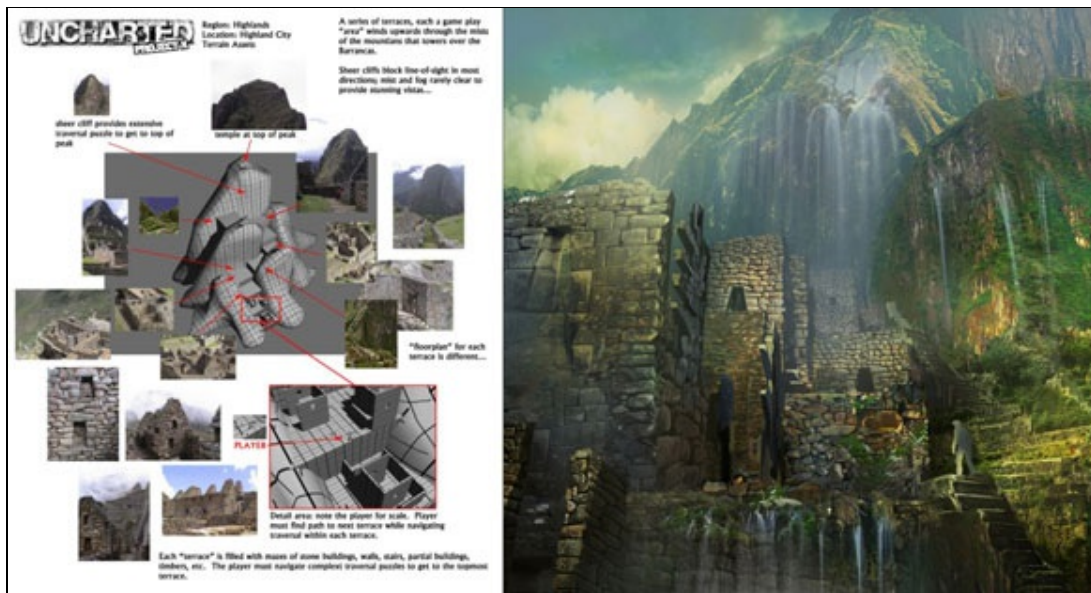 UNCHARTED
PROJECT X
Region: Highlands
Location: Highland City
Terrain Assets
A series of terraces, each a game play
"area" winds upwards through the mists
of the mountians that towers over the
Barrancas.
Sheer cliffs block line-of-sight in most
directions; mist and fog rarely clear to
provide stunning vistas...
sheer cliff provides extensive
traversal puzzle to get to top of
peak
temple at top of peak
"floorplan" for each
terrace is different...
PLAYER
Detail area: note the player for scale. Player
must find path to next terrace while navigating
traversal within each terrace.
Each "terrace" is filled with mazes of stone buildings, walls, stairs, partial buildings,
timbers, etc. The player must navigate complext traversal puzzles to get to the topmost
terrace.